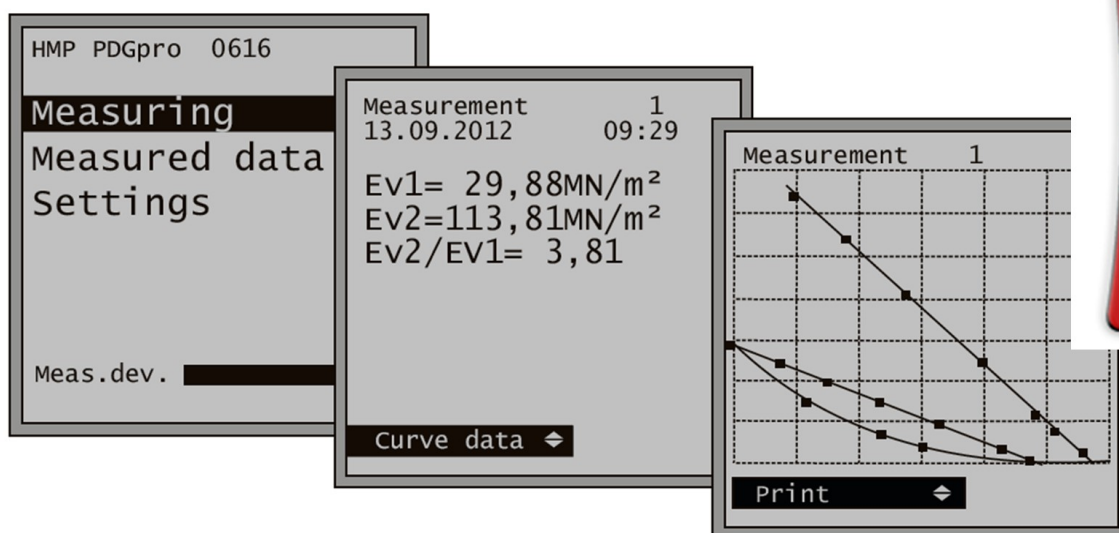 HMP PDGpro 0616
Measuring
Measured data
Settings
Meas.dev.
Measurement 1
13.09.2012 09:29
Ev1= 29,88MN/m²
Ev2=113,81MN/m²
Ev2/EV1= 3,81
Curve data
Measurement 1
Print